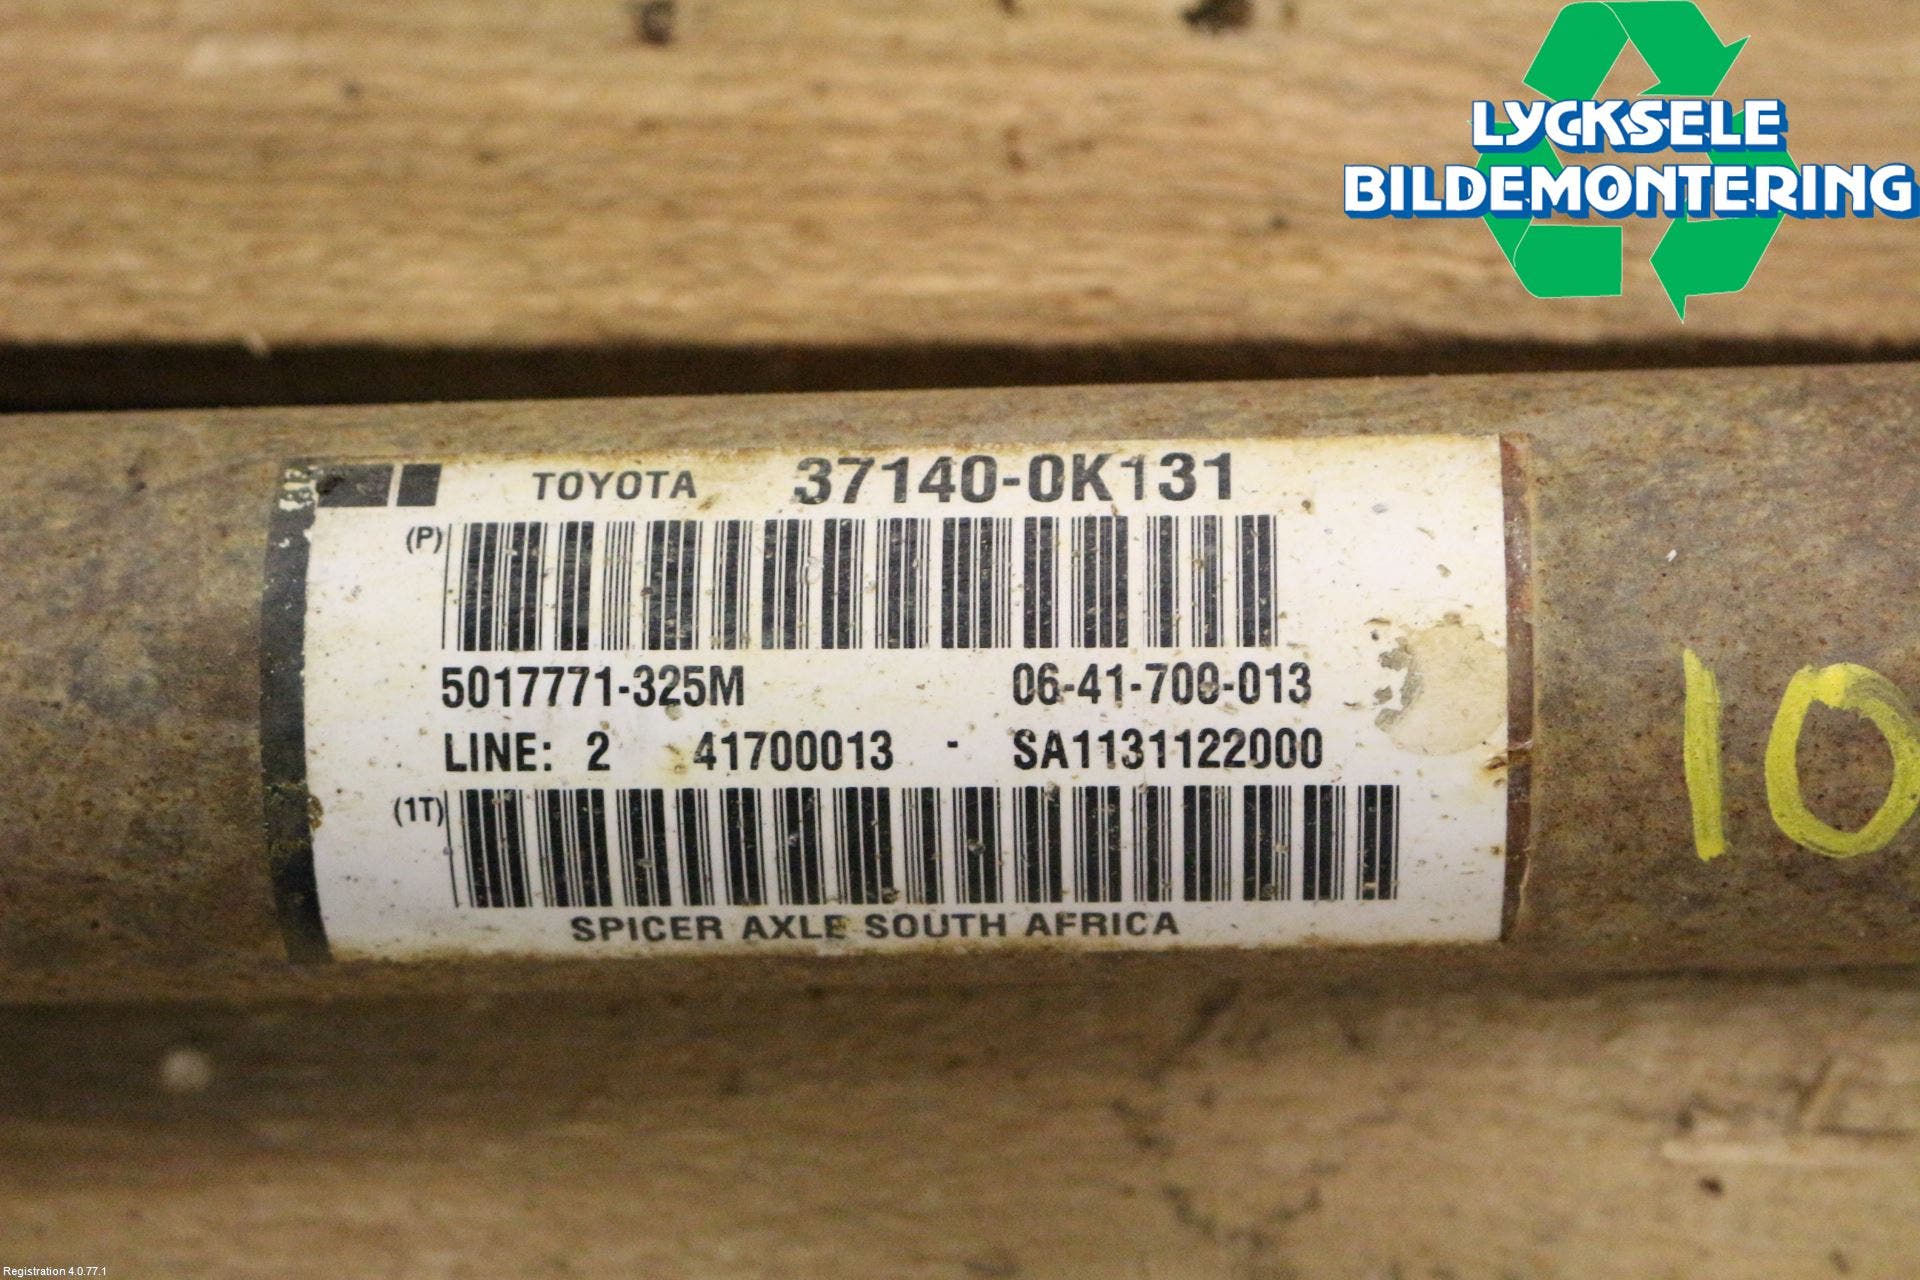 LYCKSELE
BILDEMONTERING
TOYOTA 37140-0K131
(P)
5017771-325M 06-41-700-013
LINE: 2 41700013 - SA1131122000
(1T)
SPICER AXLE SOUTH AFRICA
10
Registration 4.0.77.1